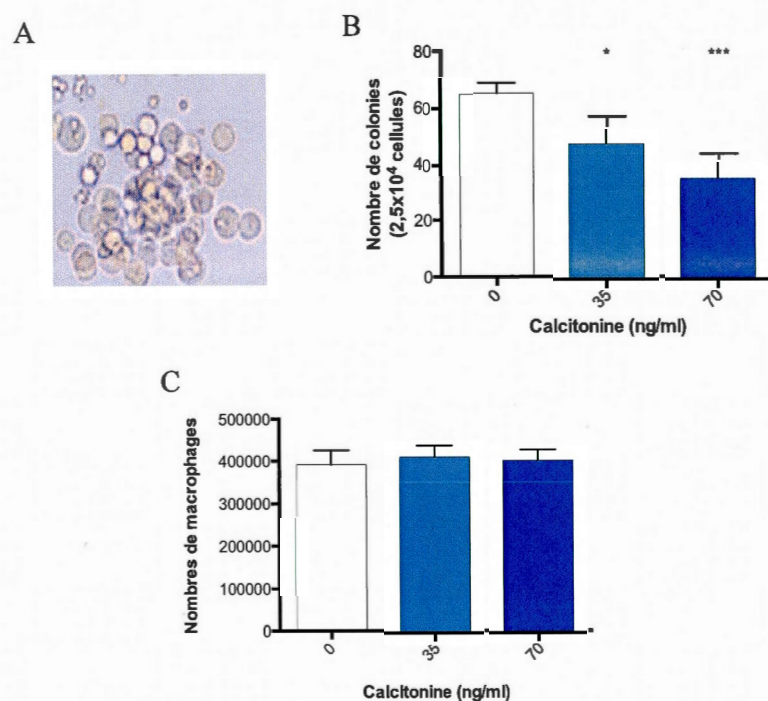 A
B
Nombre de colonies
(2,5x10⁴ cellules)
80
60
40
20
0
*
***
0
35
70
Calcitonine (ng/ml)
C
Nombres de macrophages
500000
400000
300000
200000
100000
0
0
35
70
Calcitonine (ng/ml)